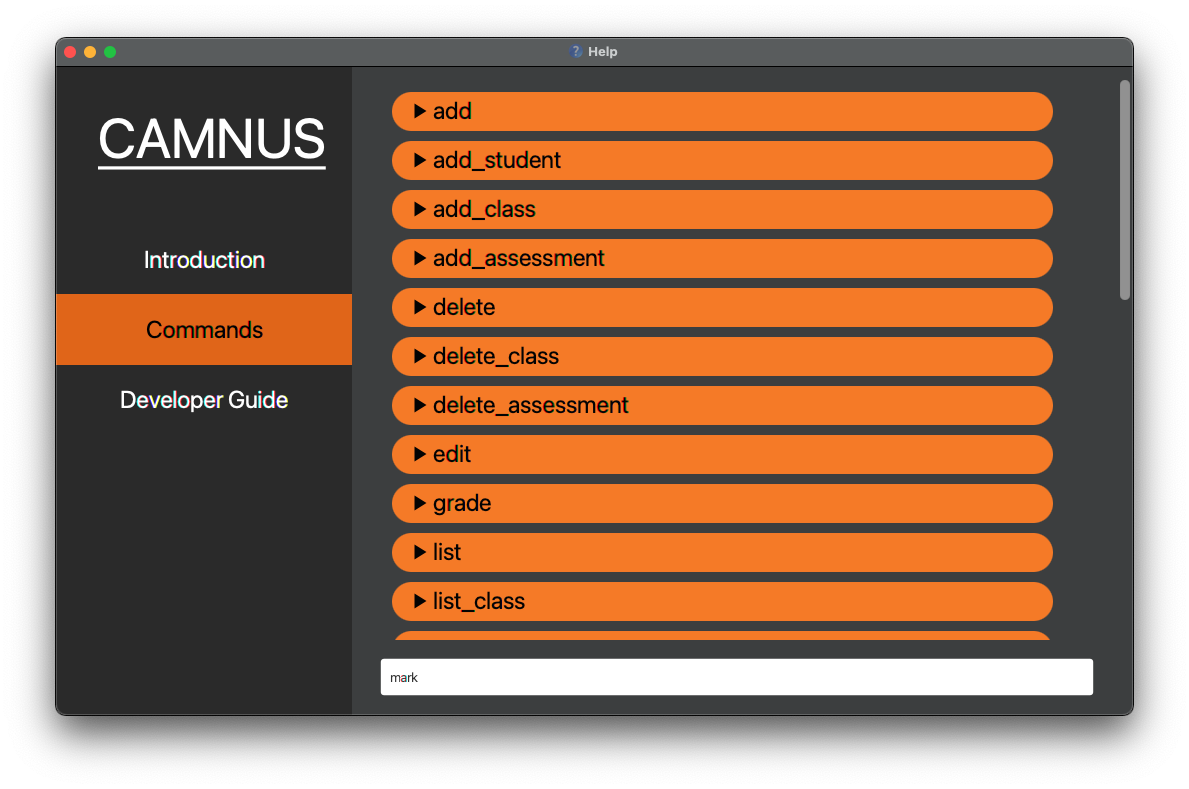 Help
CAMNUS
Introduction
Commands
Developer Guide
add
add_student
add_class
add_assessment
delete
delete_class
delete_assessment
edit
grade
list
list_class
mark